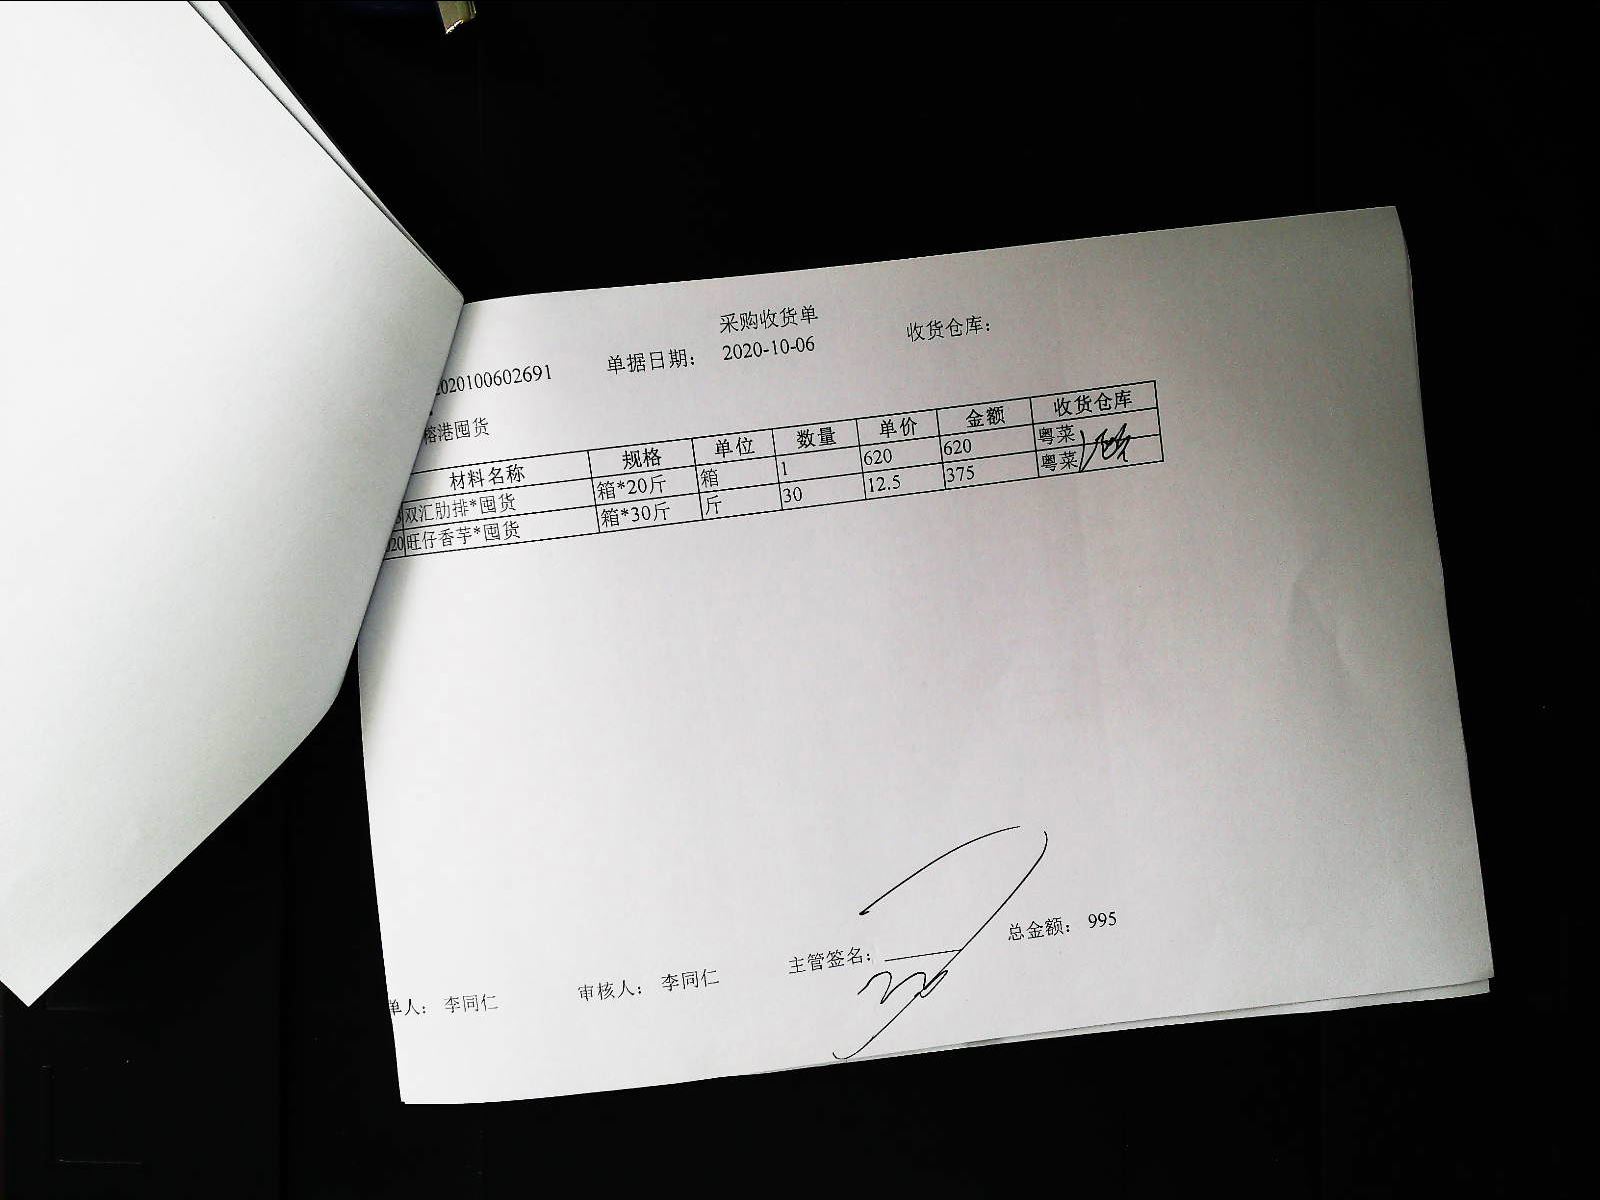 采购收货单
2020100602691 单据日期： 2020-10-06 收货仓库：
榕港囤货
材料名称 规格 单位 数量 单价 金额 收货仓库
双汇肋排*囤货 箱*20斤 箱 1 620 620 粤菜
20 旺仔香芋*囤货 箱*30斤 斤 30 12.5 375 粤菜
单人： 李同仁 审核人： 李同仁 主管签名： 总金额： 995